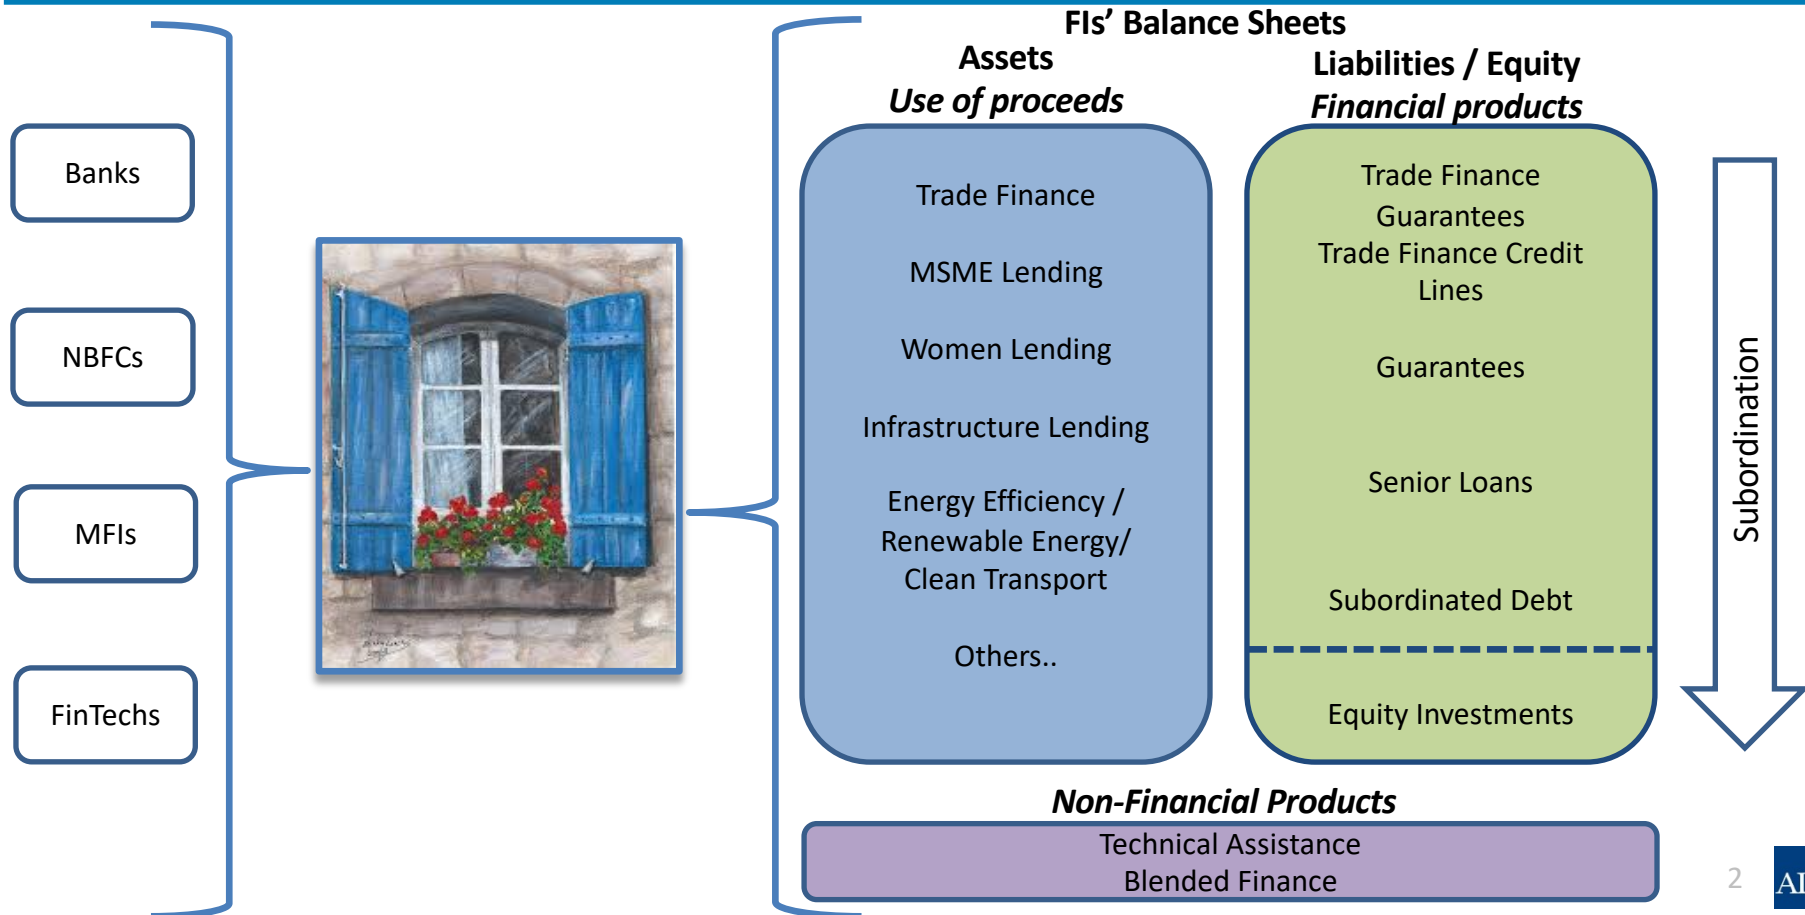 FIs' Balance Sheets
Assets
Use of proceeds
Liabilities / Equity
Financial products
Banks
NBFCs
MFIs
FinTechs
Trade Finance
MSME Lending
Women Lending
Infrastructure Lending
Energy Efficiency /
Renewable Energy/
Clean Transport
Others..
Trade Finance
Guarantees
Trade Finance Credit
Lines
Guarantees
Senior Loans
Subordinated Debt
Equity Investments
Subordination
Non-Financial Products
Technical Assistance
Blended Finance
2